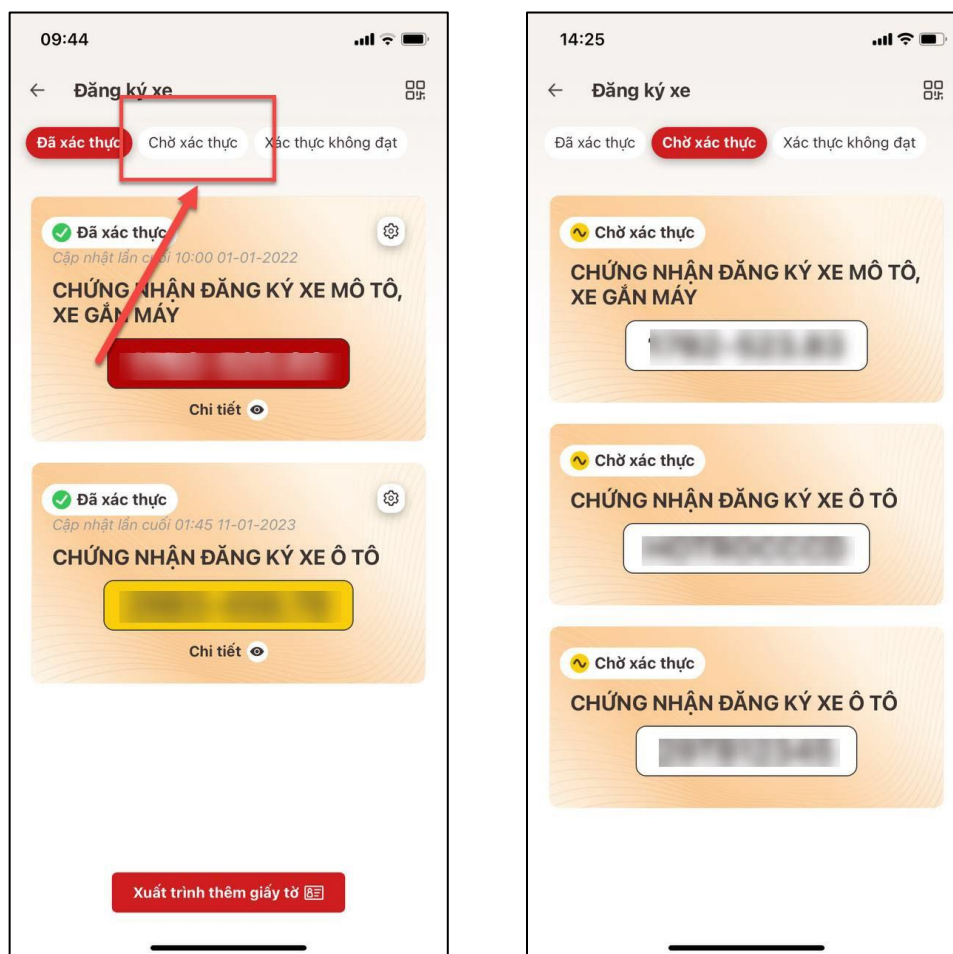 09:44
Đăng ký xe
Đã xác thực
Chờ xác thực
Xác thực không đạt
Đã xác thực
Cập nhật lần cuối 10:00 01-01-2022
CHỨNG NHẬN ĐĂNG KÝ XE MÔ TÔ,
XE GẮN MÁY
Chi tiết
Đã xác thực
Cập nhật lần cuối 01:45 11-01-2023
CHỨNG NHẬN ĐĂNG KÝ XE Ô TÔ
Chi tiết
Xuất trình thêm giấy tờ
14:25
Đăng ký xe
Đã xác thực
Chờ xác thực
Xác thực không đạt
Chờ xác thực
CHỨNG NHẬN ĐĂNG KÝ XE MÔ TÔ,
XE GẮN MÁY
Chờ xác thực
CHỨNG NHẬN ĐĂNG KÝ XE Ô TÔ
Chờ xác thực
CHỨNG NHẬN ĐĂNG KÝ XE Ô TÔ